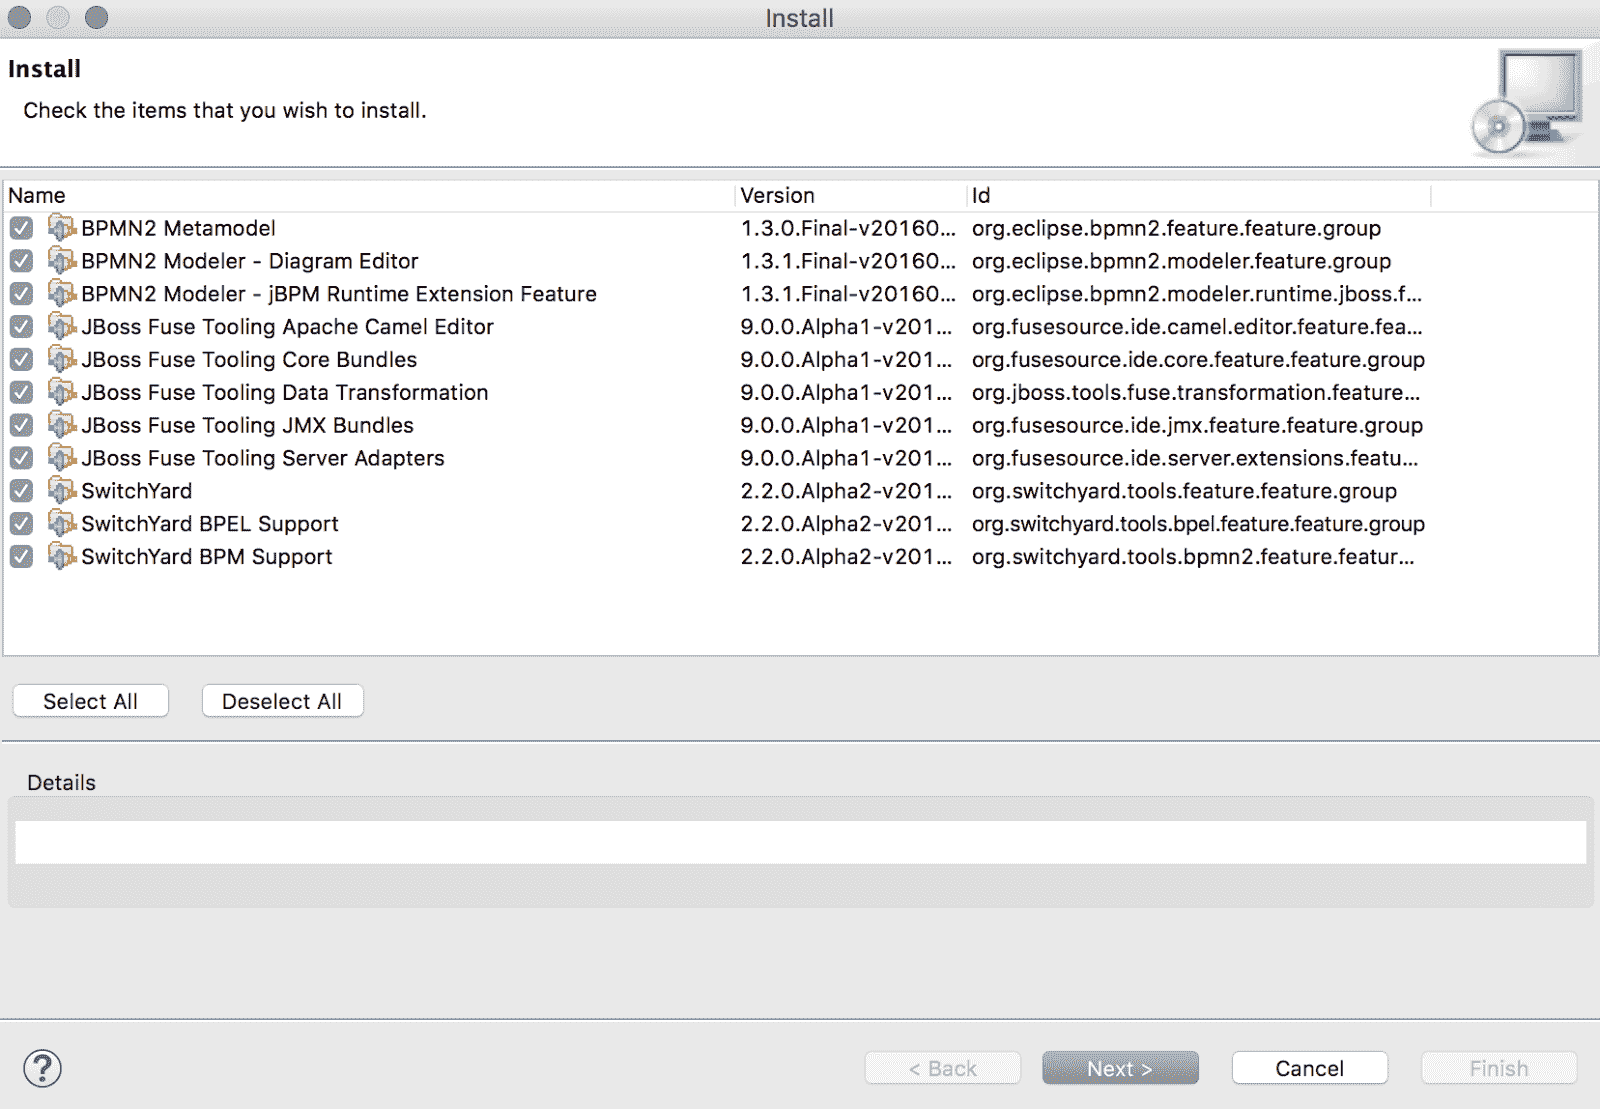 Install
Install
Check the items that you wish to install.
Name Version Id
BPMN2 Metamodel 1.3.0.Final-v20160... org.eclipse.bpmn2.feature.feature.group
BPMN2 Modeler - Diagram Editor 1.3.1.Final-v20160... org.eclipse.bpmn2.modeler.feature.group
BPMN2 Modeler - jBPM Runtime Extension Feature 1.3.1.Final-v20160... org.eclipse.bpmn2.modeler.runtime.jboss.f...
JBoss Fuse Tooling Apache Camel Editor 9.0.0.Alpha1-v201... org.fusesource.ide.camel.editor.feature.fea...
JBoss Fuse Tooling Core Bundles 9.0.0.Alpha1-v201... org.fusesource.ide.core.feature.feature.group
JBoss Fuse Tooling Data Transformation 9.0.0.Alpha1-v201... org.jboss.tools.fuse.transformation.feature...
JBoss Fuse Tooling JMX Bundles 9.0.0.Alpha1-v201... org.fusesource.ide.jmx.feature.feature.group
JBoss Fuse Tooling Server Adapters 9.0.0.Alpha1-v201... org.fusesource.ide.server.extensions.featu...
SwitchYard 2.2.0.Alpha2-v201... org.switchyard.tools.feature.feature.group
SwitchYard BPEL Support 2.2.0.Alpha2-v201... org.switchyard.tools.bpel.feature.feature.group
SwitchYard BPM Support 2.2.0.Alpha2-v201... org.switchyard.tools.bpmn2.feature.featur...
Select All Deselect All
Details
? < Back Next > Cancel Finish